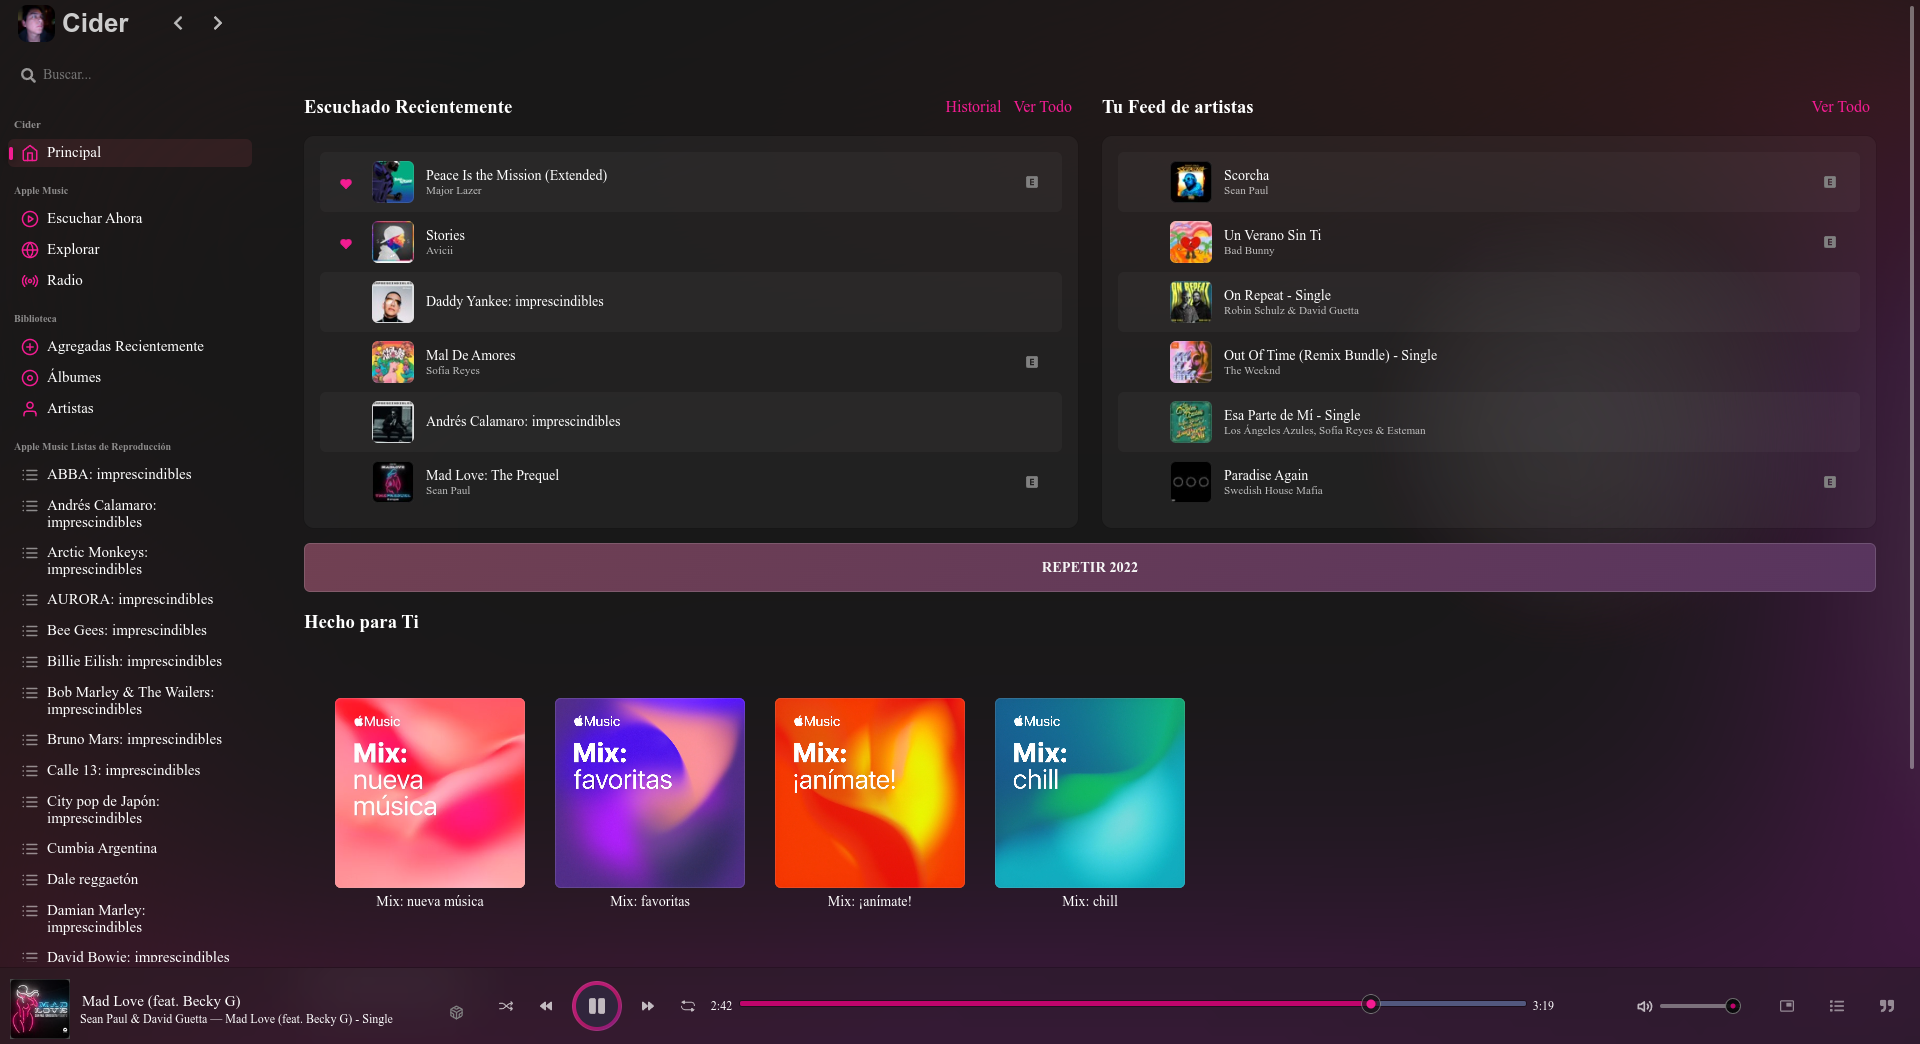 Cider
Buscar...
Cider
Principal
Apple Music
Escuchar Ahora
Explorar
Radio
Biblioteca
Agregadas Recientemente
Álbumes
Artistas
Apple Music Listas de Reproducción
ABBA: imprescindibles
Andrés Calamaro:
imprescindibles
Arctic Monkeys:
imprescindibles
AURORA: imprescindibles
Bee Gees: imprescindibles
Billie Eilish: imprescindibles
Bob Marley & The Wailers:
imprescindibles
Bruno Mars: imprescindibles
Calle 13: imprescindibles
City pop de Japón:
imprescindibles
Cumbia Argentina
Dale reggaetón
Damian Marley:
imprescindibles
David Bowie: imprescindibles
Escuchado Recientemente
Historial Ver Todo
Peace Is the Mission (Extended)
Major Lazer
E
Stories
Avicii
Daddy Yankee: imprescindibles
Mal De Amores
Sofía Reyes
E
Andrés Calamaro: imprescindibles
Mad Love: The Prequel
Sean Paul
E
Tu Feed de artistas
Ver Todo
Scorcha
Sean Paul
E
Un Verano Sin Ti
Bad Bunny
E
ON REPEAT
On Repeat - Single
Robin Schulz & David Guetta
Out Of Time (Remix Bundle) - Single
The Weeknd
Esa Parte de Mí - Single
Los Ángeles Azules, Sofía Reyes & Esteman
Paradise Again
Swedish House Mafia
E
REPETIR 2022
Hecho para Ti
Music
Mix:
nueva
música
Mix: nueva música
Music
Mix:
favoritas
Mix: favoritas
Music
Mix:
¡anímate!
Mix: ¡anímate!
Music
Mix:
chill
Mix: chill
MAD
LOVE
Mad Love (feat. Becky G)
Sean Paul & David Guetta — Mad Love (feat. Becky G) - Single
2:42
3:19